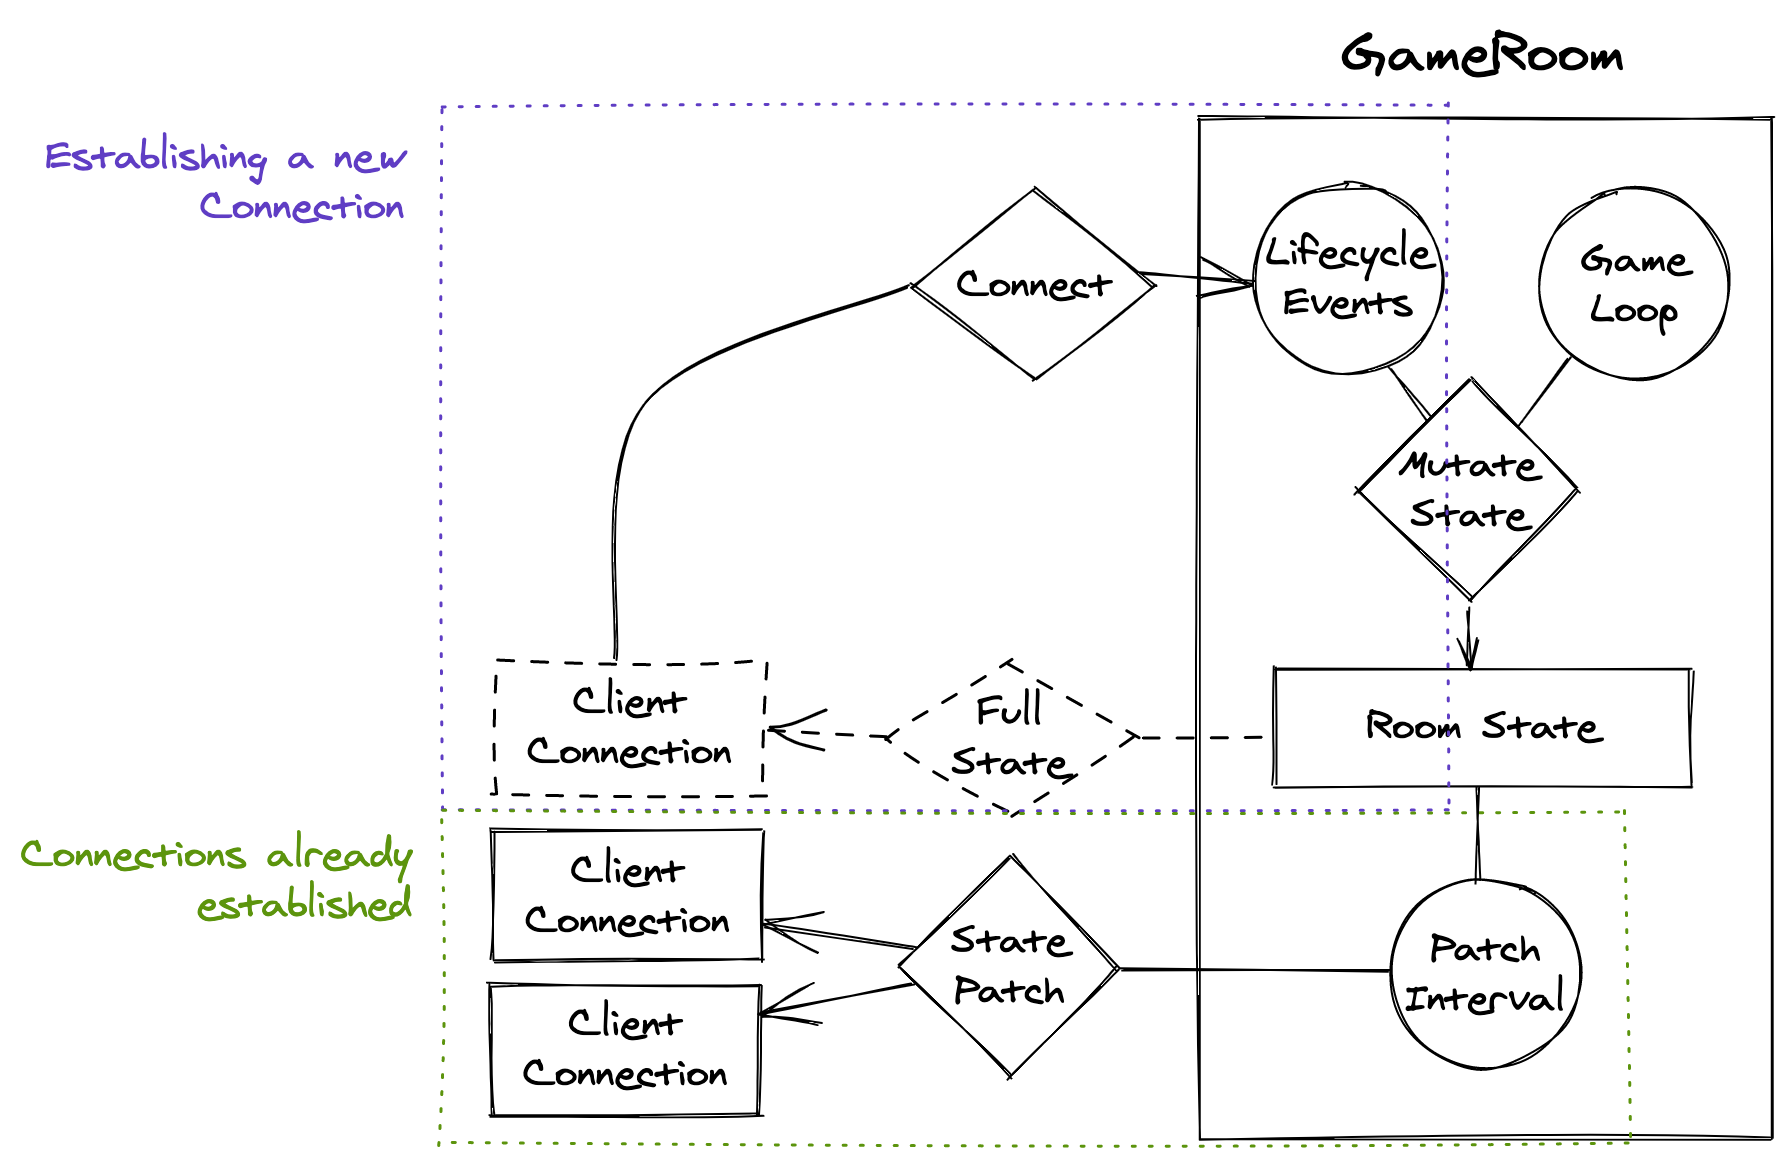 GameRoom
Establishing a new
Connection
Connect
Lifecycle
Events
Game
Loop
Mutate
State
Client
Connection
Full
State
Room State
Connections already
established
Client
Connection
State
Patch
Patch
Interval
Client
Connection